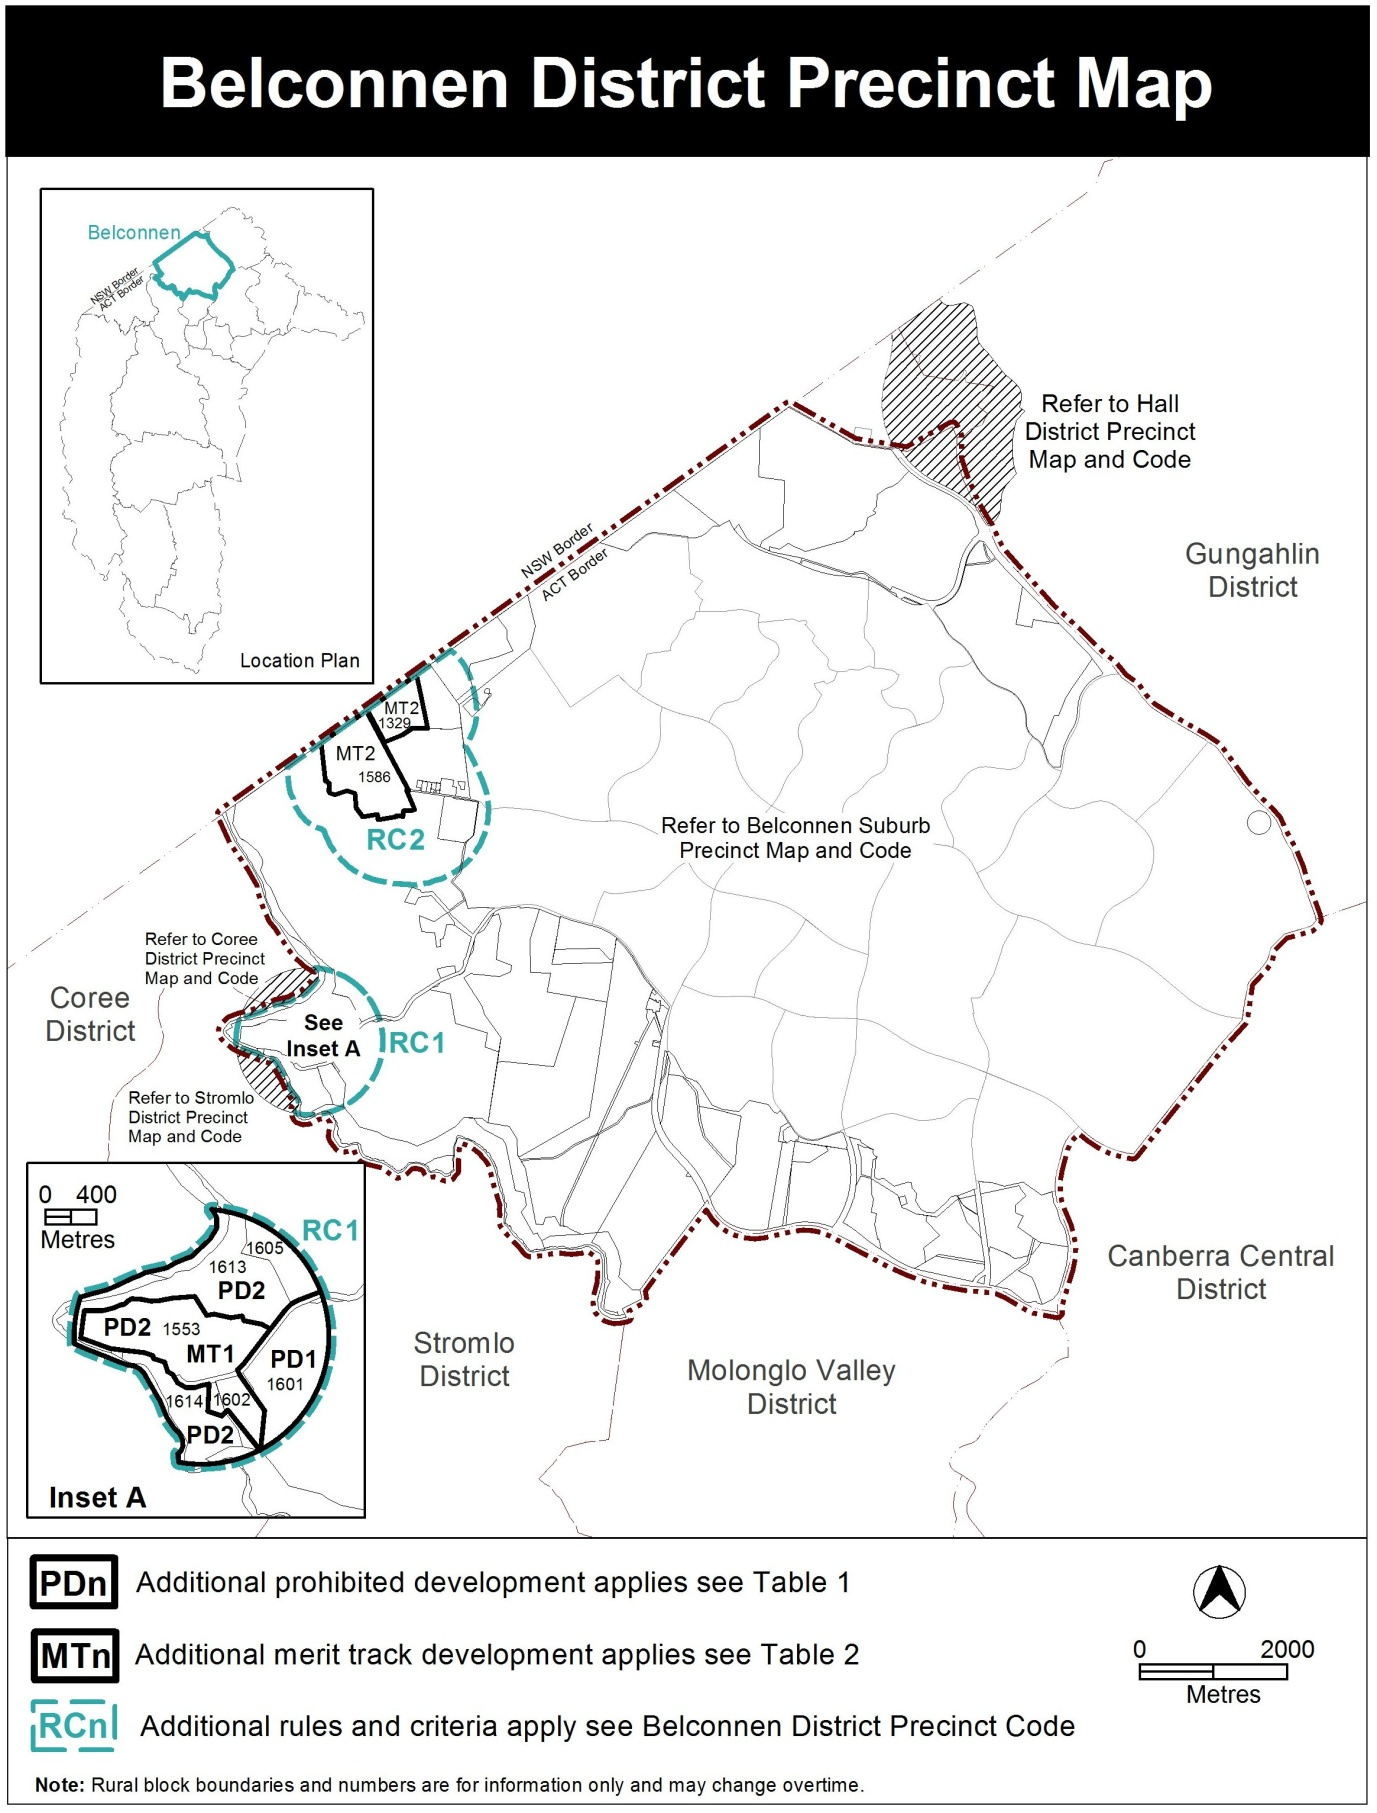 Belconnen District Precinct Map
Belconnen
NSW Border
ACT Border
Location Plan
Refer to Hall
District Precinct
Map and Code
NSW Border
ACT Border
Gungahlin
District
MT2
1329
MT2
1586
RC2
Refer to Belconnen Suburb
Precinct Map and Code
Refer to Coree
District Precinct
Map and Code
Coree
District
See
Inset A
RC1
Refer to Stromlo
District Precinct
Map and Code
0 400
Metres
RC1
1605
1613
PD2
PD2 1553
MT1
PD1
1601
1614 1602
PD2
Inset A
Canberra Central
District
Stromlo
District
Molonglo Valley
District
PDn Additional prohibited development applies see Table 1
MTn Additional merit track development applies see Table 2
RCn Additional rules and criteria apply see Belconnen District Precinct Code
0 2000
Metres
Note: Rural block boundaries and numbers are for information only and may change overtime.